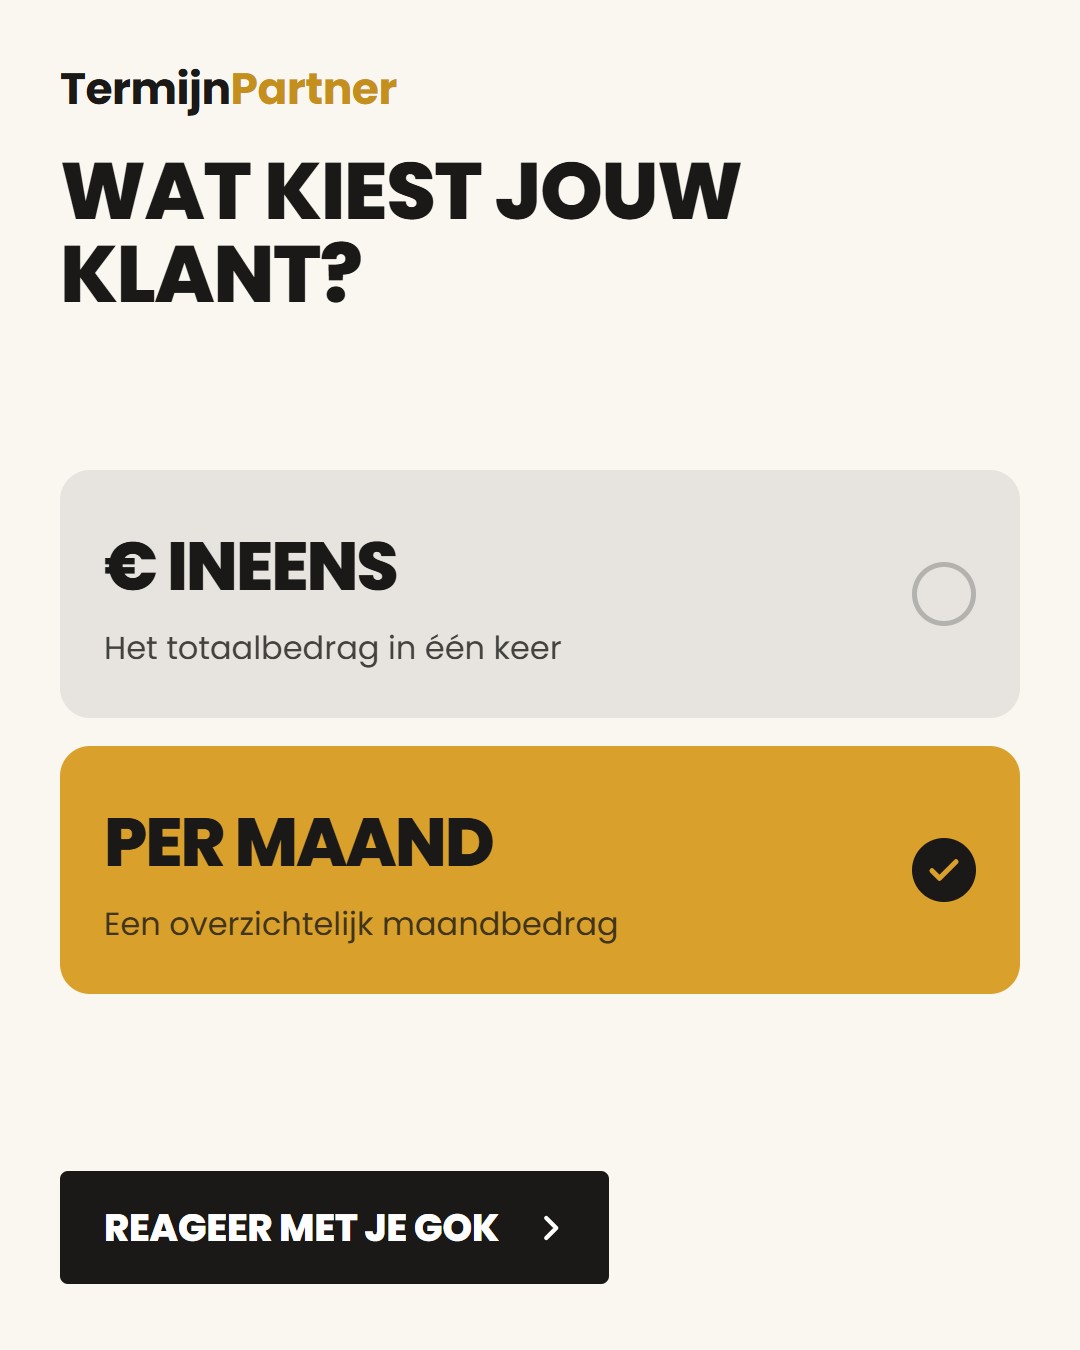 TermijnPartner
WAT KIEST JOUW
KLANT?
€ INEENS
Het totaalbedrag in één keer
PER MAAND
Een overzichtelijk maandbedrag
REAGEER MET JE GOK